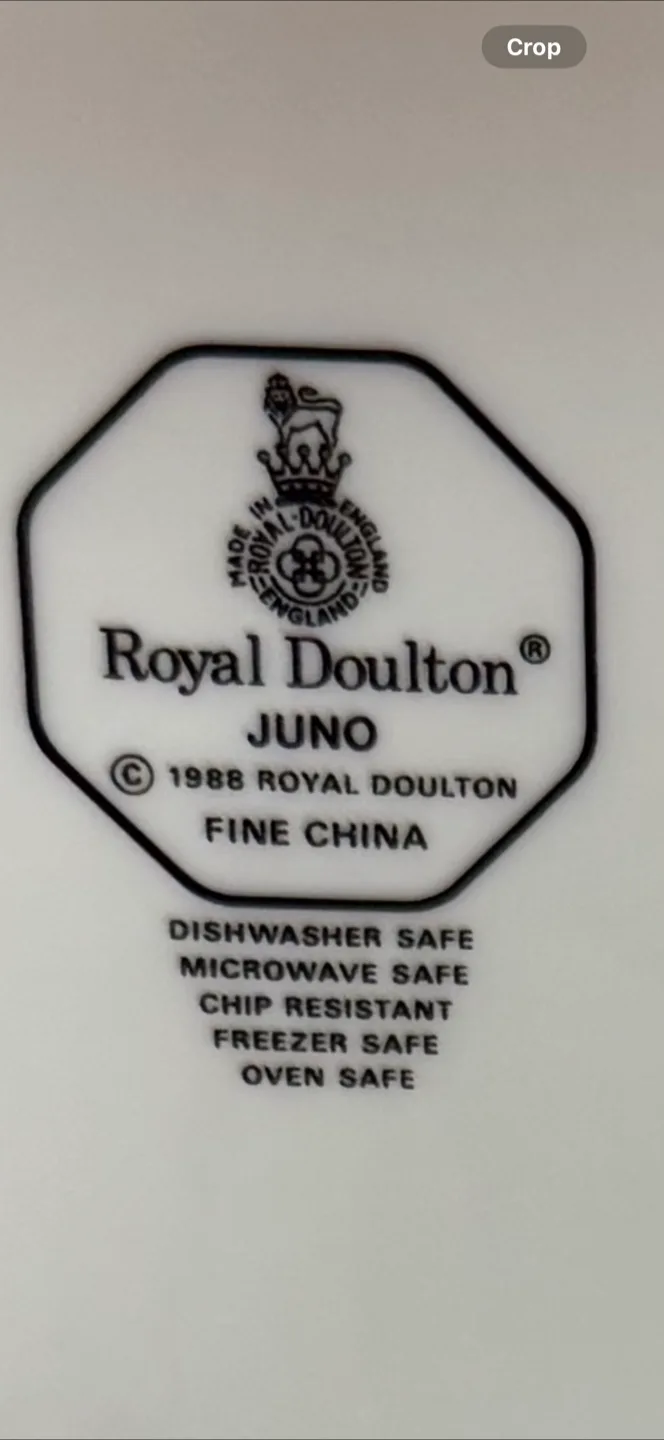 Crop
MADE IN ENGLAND
ROYAL·DOULTON
ENGLAND
Royal Doulton®
JUNO
© 1988 ROYAL DOULTON
FINE CHINA
DISHWASHER SAFE
MICROWAVE SAFE
CHIP RESISTANT
FREEZER SAFE
OVEN SAFE